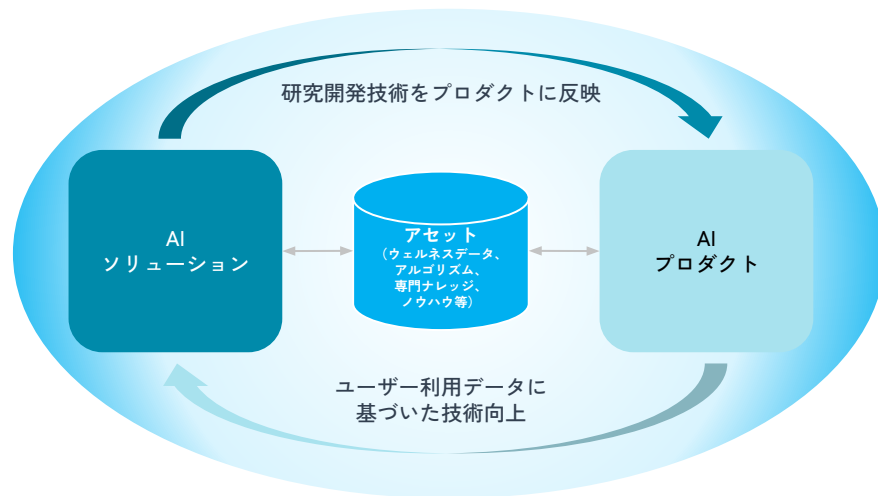 研究開発技術をプロダクトに反映
AI
ソリューション
アセット
（ウェルネスデータ、
アルゴリズム、
専門ナレッジ、
ノウハウ等）
AI
プロダクト
ユーザー利用データに
基づいた技術向上